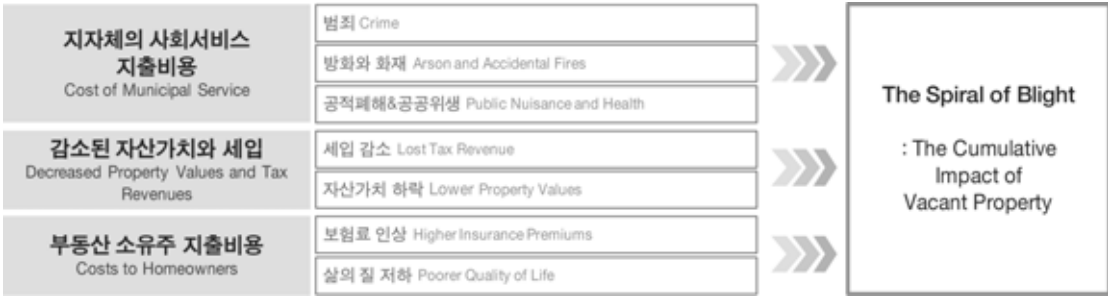 지자체의 사회서비스
지출비용
Cost of Municipal Service
범죄 Crime
방화와 화재 Arson and Accidental Fires
공적폐해&공공위생 Public Nuisance and Health
감소된 자산가치와 세입
Decreased Property Values and Tax
Revenues
세입 감소 Lost Tax Revenue
자산가치 하락 Lower Property Values
부동산 소유주 지출비용
Costs to Homeowners
보험료 인상 Higher Insurance Premiums
삶의 질 저하 Poorer Quality of Life
The Spiral of Blight
: The Cumulative
Impact of
Vacant Property